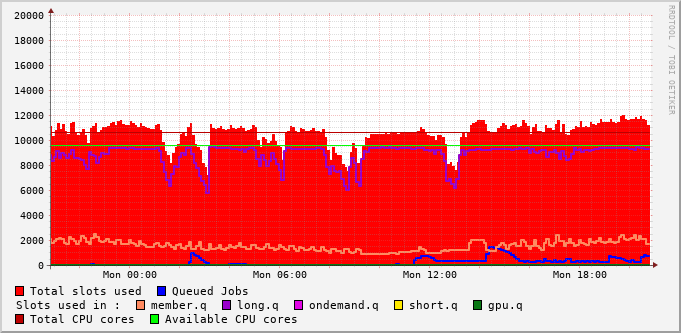 20000
18000
16000
14000
12000
10000
8000
6000
4000
2000
0
Mon 00:00 Mon 06:00 Mon 12:00 Mon 18:00
Total slots used Queued Jobs
Slots used in : member.q long.q ondemand.q short.q gpu.q
Total CPU cores Available CPU cores
RRDTOOL / TOBI OETIKER